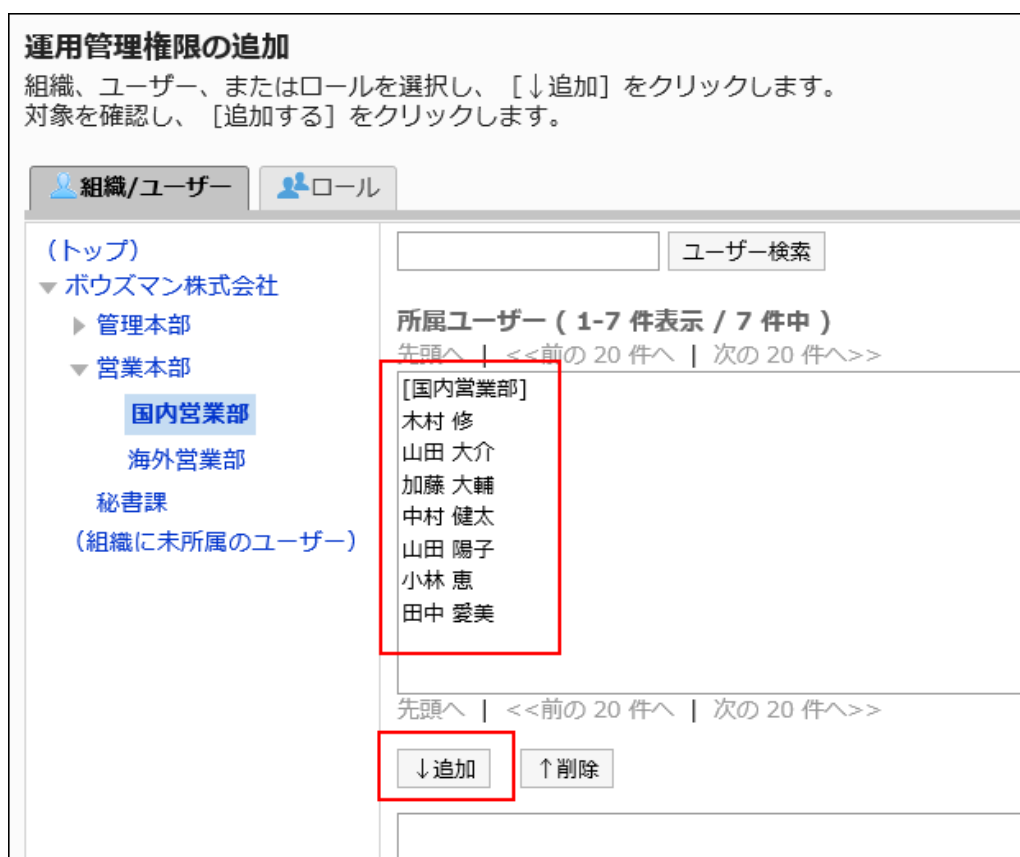 運用管理権限の追加
組織、ユーザー、またはロールを選択し、［↓追加］をクリックします。
対象を確認し、［追加する］をクリックします。
組織/ユーザー
ロール
（トップ）
ボウズマン株式会社
管理本部
営業本部
国内営業部
海外営業部
秘書課
（組織に未所属のユーザー）
ユーザー検索
所属ユーザー ( 1-7 件表示 / 7 件中 )
先頭へ | <<前の 20 件へ | 次の 20 件へ>>
[国内営業部]
木村 修
山田 大介
加藤 大輔
中村 健太
山田 陽子
小林 恵
田中 愛美
先頭へ | <<前の 20 件へ | 次の 20 件へ>>
↓追加
↑削除